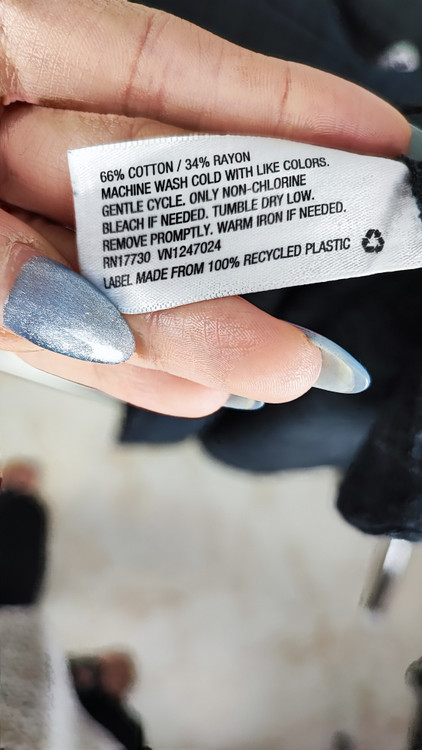 66% COTTON / 34% RAYON
MACHINE WASH COLD WITH LIKE COLORS.
GENTLE CYCLE. ONLY NON-CHLORINE
BLEACH IF NEEDED. TUMBLE DRY LOW.
REMOVE PROMPTLY. WARM IRON IF NEEDED.
RN17730 VN1247024
LABEL MADE FROM 100% RECYCLED PLASTIC